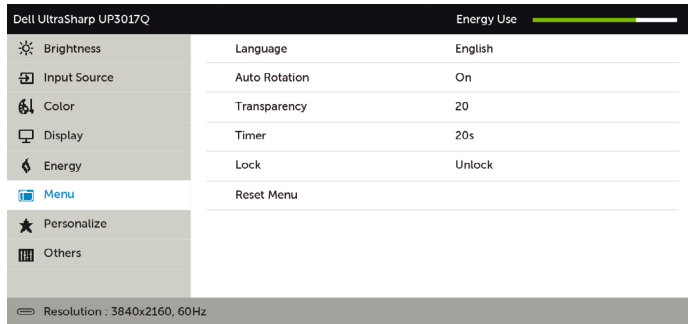 Dell UltraSharp UP3017Q Energy Use
Brightness Language English
Input Source Auto Rotation On
Color Transparency 20
Display Timer 20s
Energy Lock Unlock
Menu Reset Menu
Personalize
Others
Resolution : 3840x2160, 60Hz